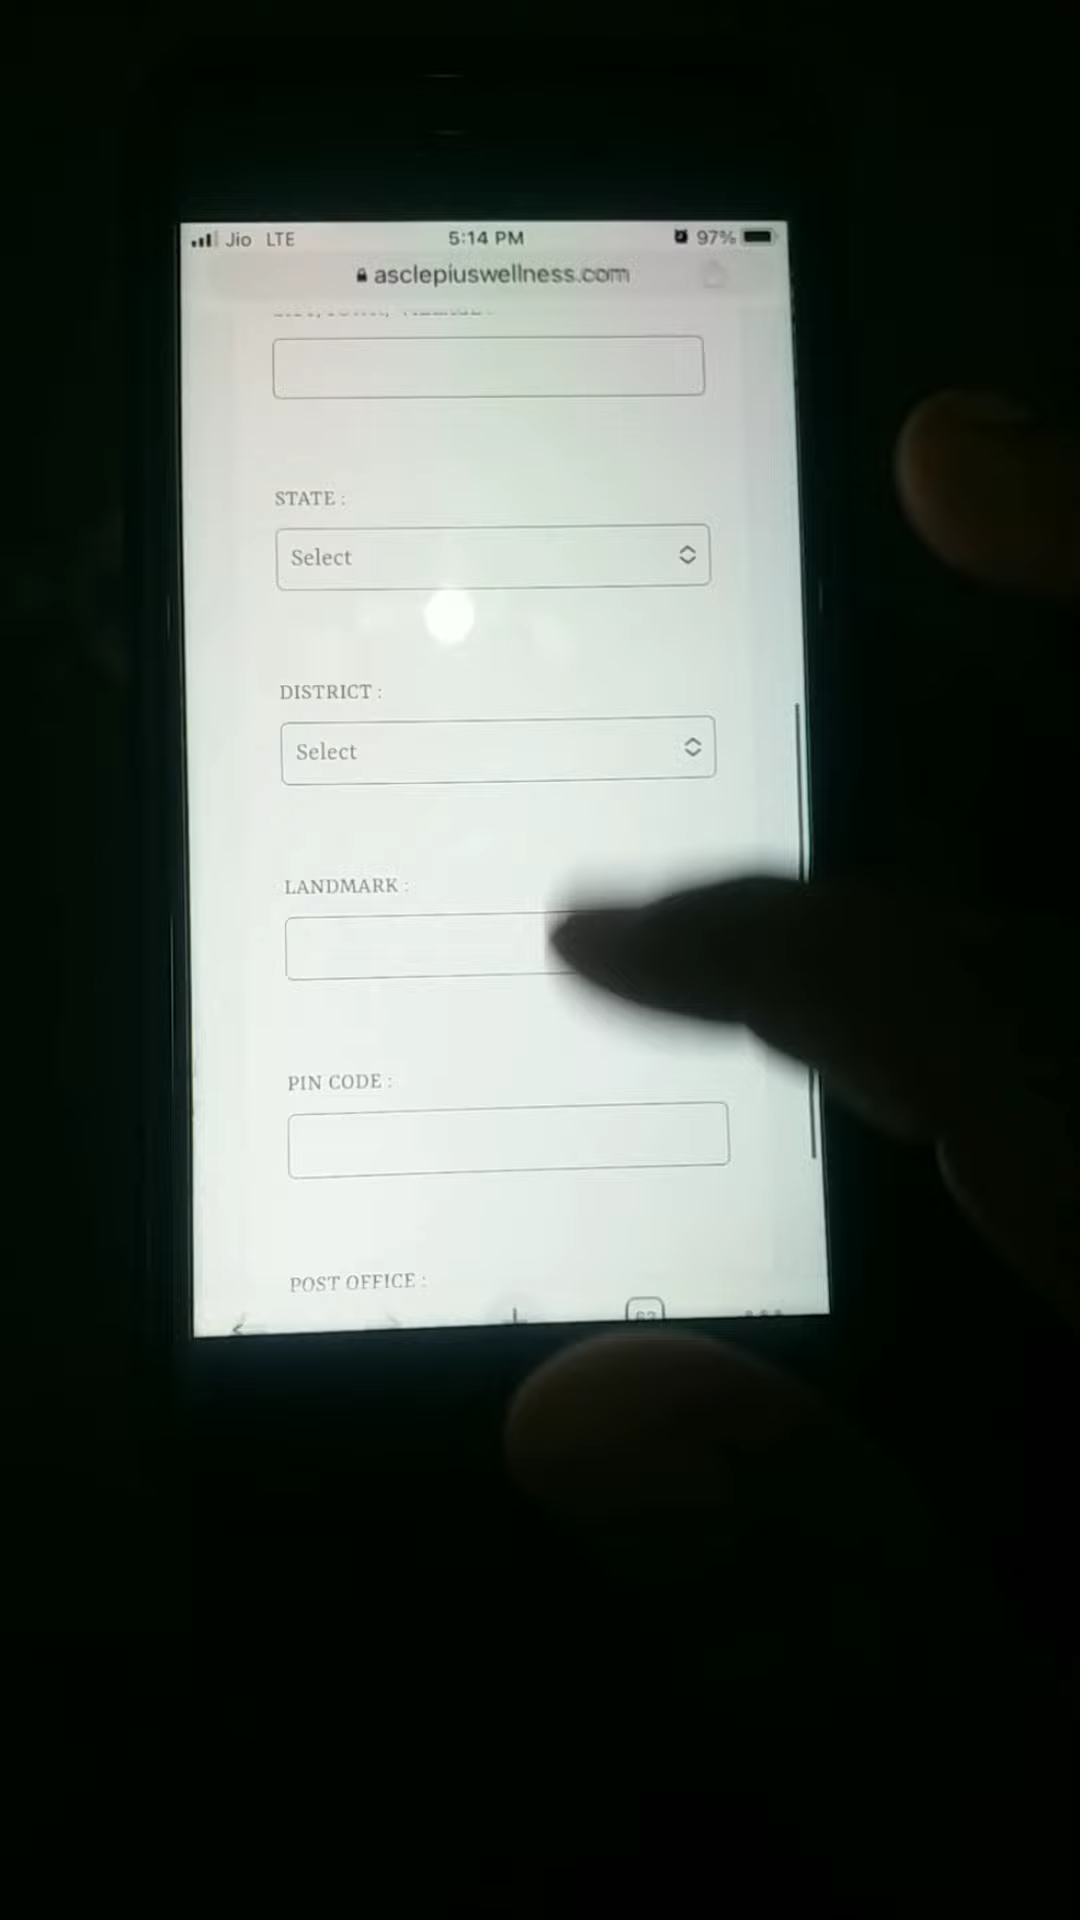 Jio LTE 5:14 PM 97%
asclepiuswellness.com
STATE :
Select
DISTRICT :
Select
LANDMARK :
PIN CODE :
POST OFFICE :